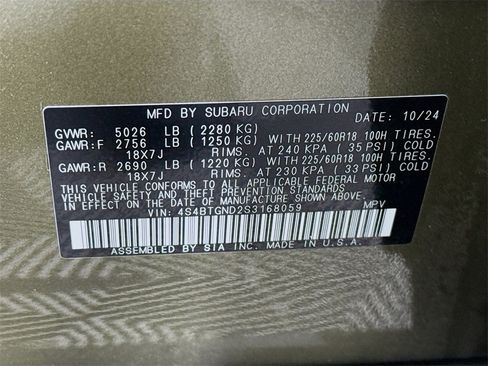 MFD BY SUBARU CORPORATION DATE: 10/24
GVWR: 5026 LB (2280 KG)
GAWR:F 2756 LB (1250 KG) WITH 225/60R18 100H TIRES.
18X7J RIMS. AT 240 KPA (35 PSI) COLD
GAWR:R 2690 LB (1220 KG) WITH 225/60R18 100H TIRES.
18X7J RIMS. AT 230 KPA (33 PSI) COLD
THIS VEHICLE CONFORMS TO ALL APPLICABLE FEDERAL MOTOR
VEHICLE SAFETY, BUMPER, AND THEFT PREVENTION STANDARDS
IN EFFECT ON THE DATE OF MANUFACTURE SHOWN ABOVE.
VIN: 4S4BTGND2S3168059 MPV
ASSEMBLED BY SIA INC. MADE IN U.S.A.